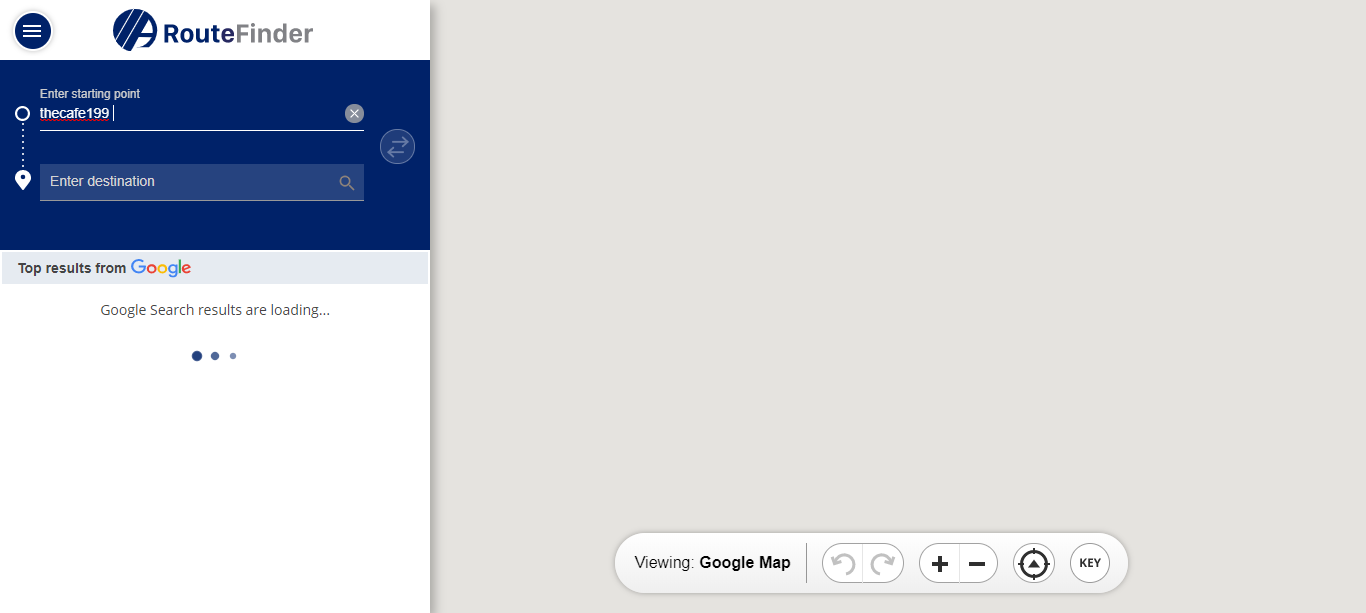 RouteFinder
Enter starting point
thecafe199
Enter destination
Top results from Google
Google Search results are loading...
Viewing: Google Map
KEY